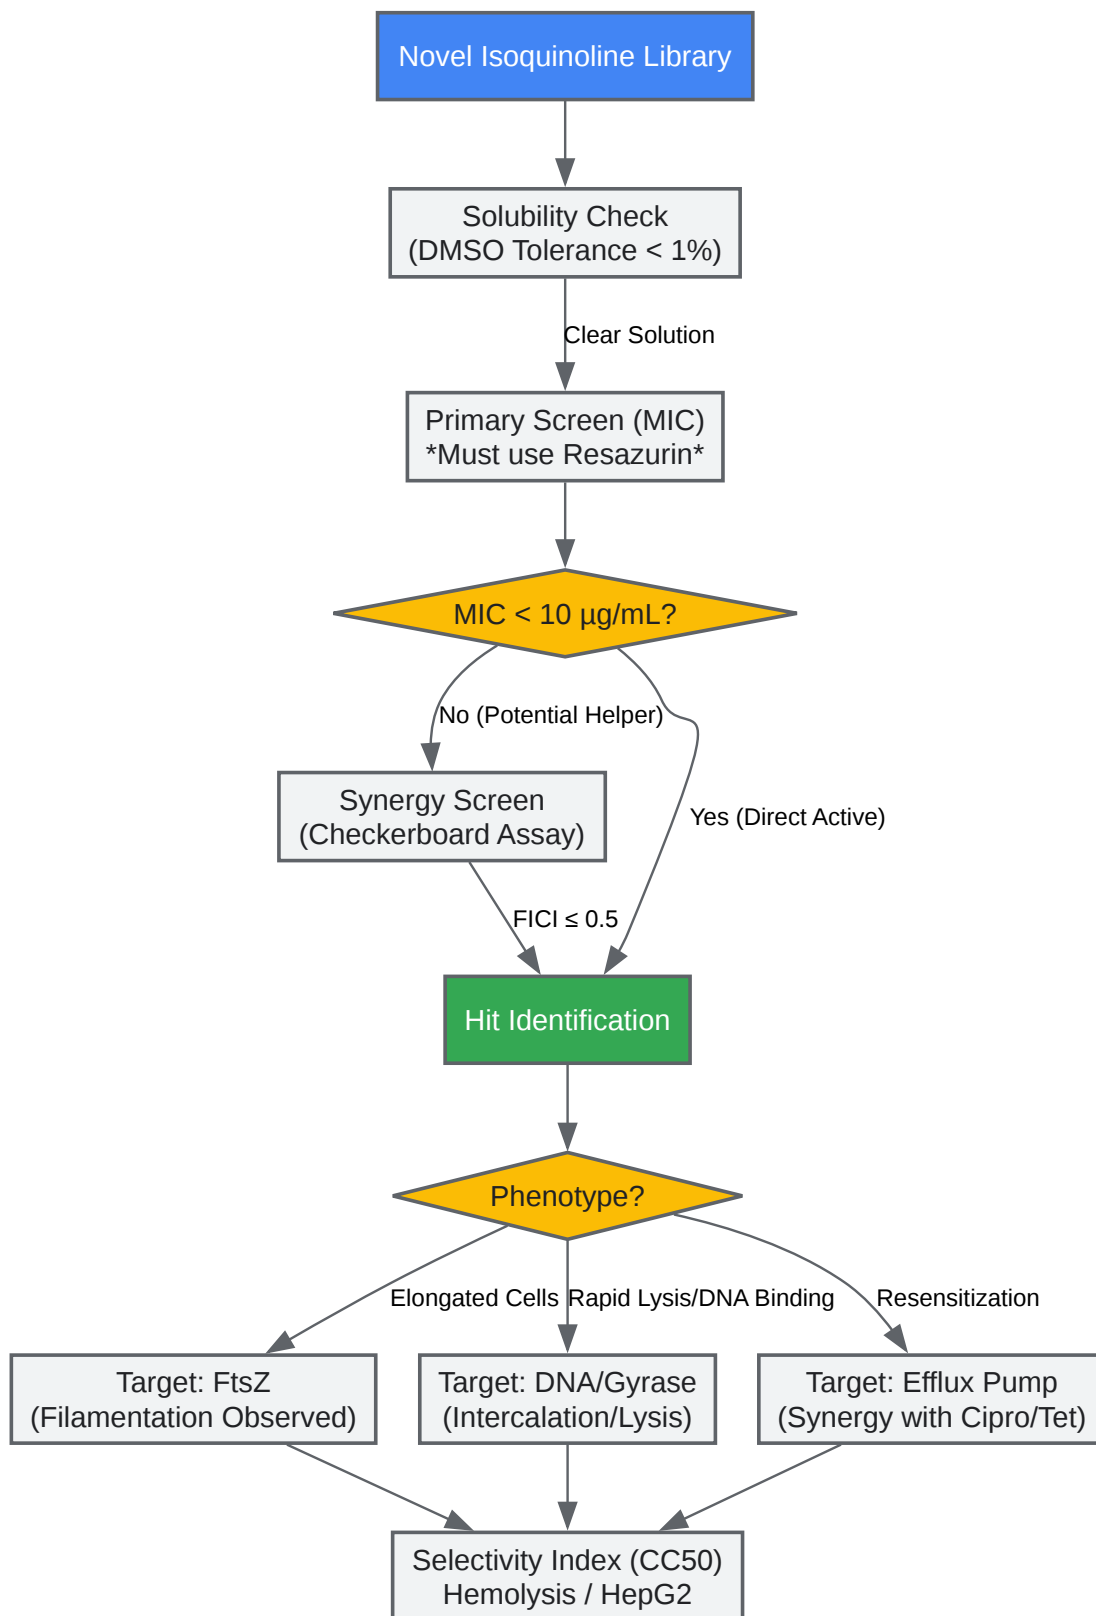 Novel Isoquinoline Library
Solubility Check
(DMSO Tolerance < 1%)
Clear Solution
Primary Screen (MIC)
*Must use Resazurin*
MIC < 10 µg/mL?
No (Potential Helper)
Synergy Screen
(Checkerboard Assay)
Yes (Direct Active)
FICI ≤ 0.5
Hit Identification
Phenotype?
Elongated Cells
Rapid Lysis/DNA Binding
Resensitization
Target: FtsZ
(Filamentation Observed)
Target: DNA/Gyrase
(Intercalation/Lysis)
Target: Efflux Pump
(Synergy with Cipro/Tet)
Selectivity Index (CC50)
Hemolysis / HepG2